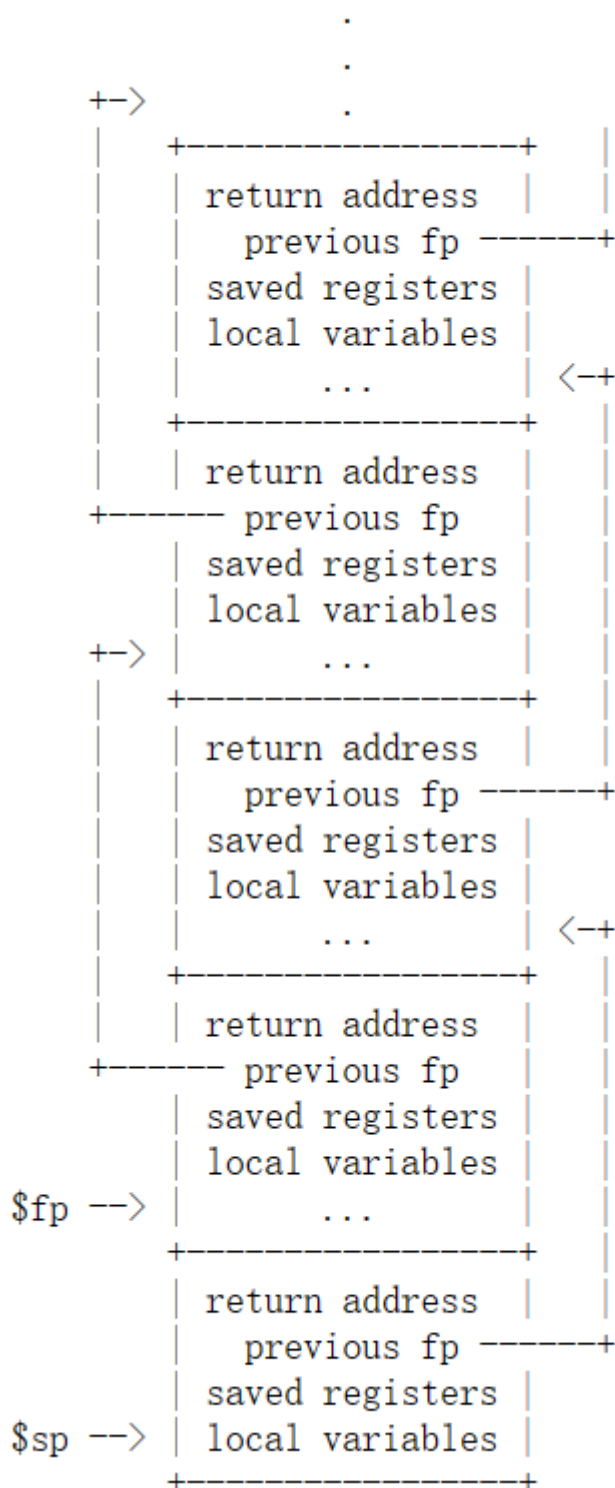 .
.
+-> .
| +-----------------+ |
| | return address | |
| | previous fp ------+
| | saved registers |
| | local variables |
| | ... | <-+
| +-----------------+ |
| | return address | |
+------ previous fp | |
| saved registers | |
| local variables | |
+-> | ... | |
| +-----------------+ |
| | return address | |
| | previous fp ------+
| | saved registers |
| | local variables |
| | ... | <-+
| +-----------------+ |
| | return address | |
+------ previous fp | |
| saved registers | |
| local variables | |
$fp --> | ... | |
+-----------------+ |
| return address | |
| previous fp ------+
| saved registers |
$sp --> | local variables |
+-----------------+